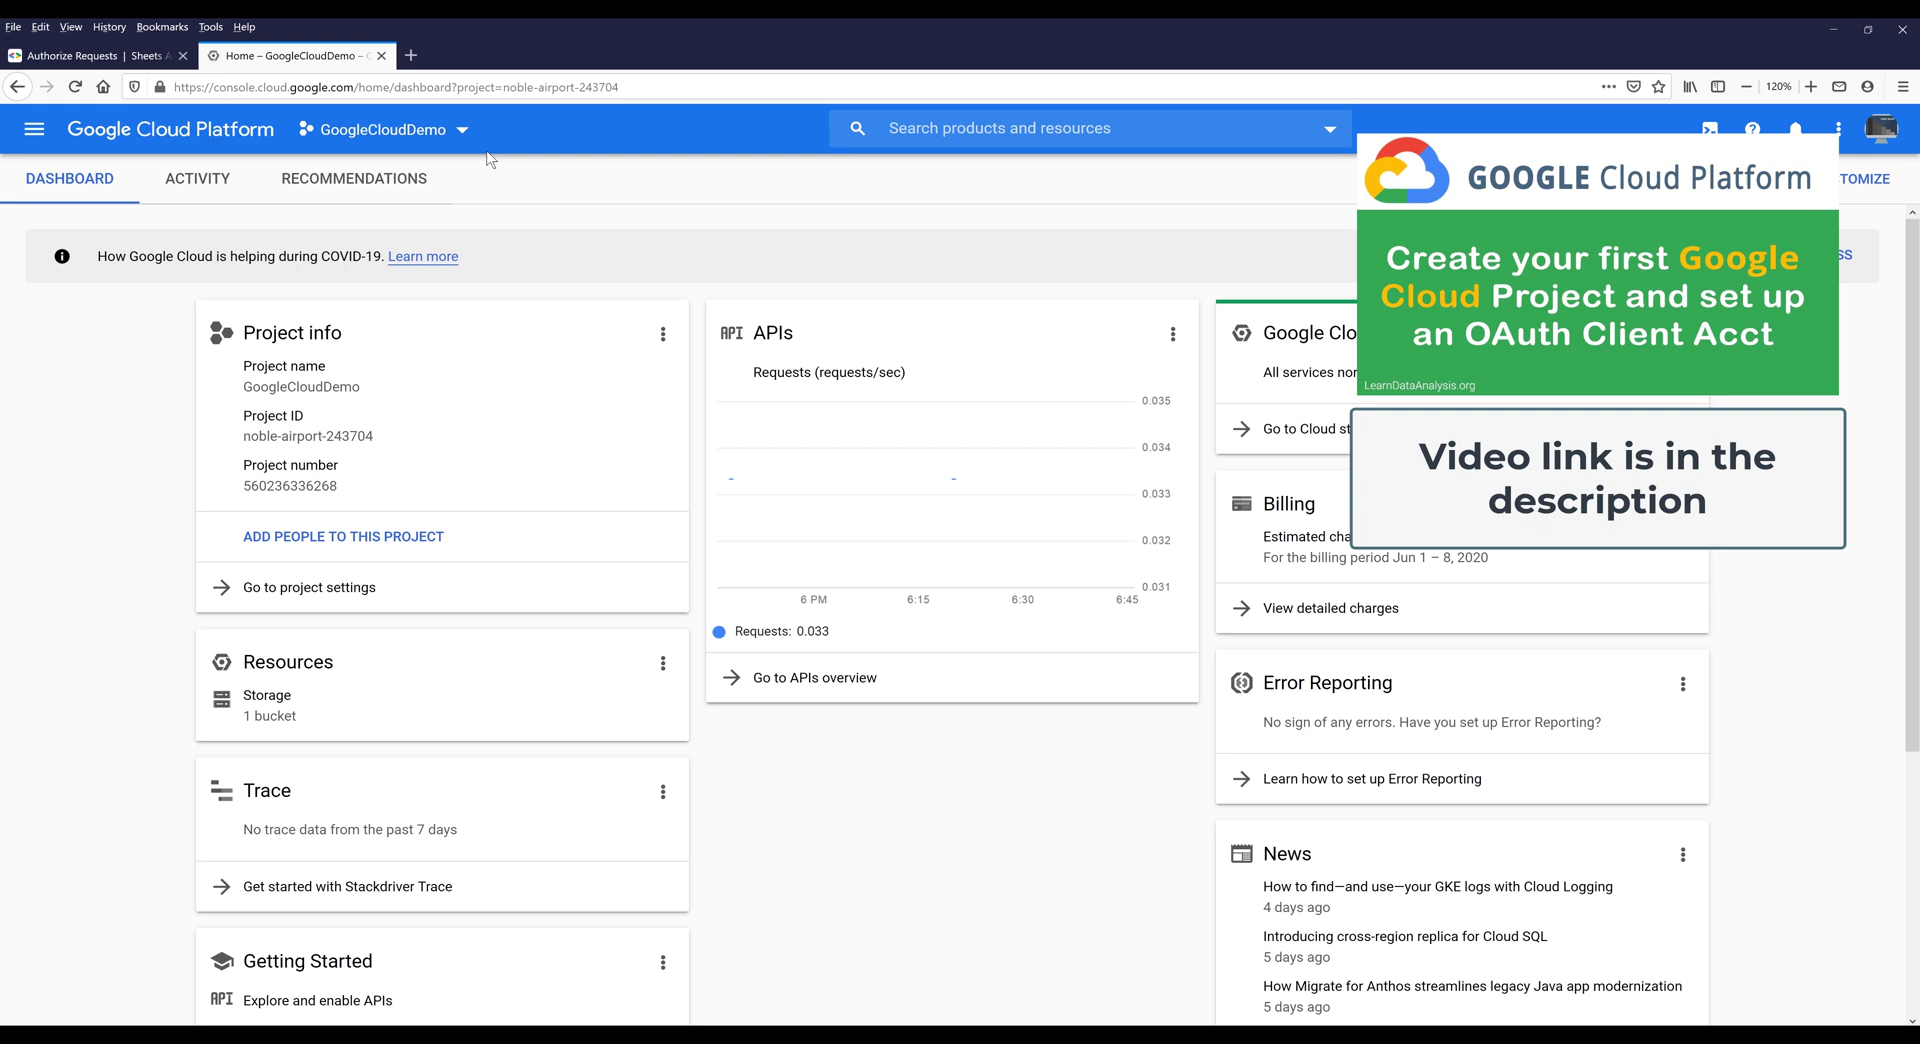 File Edit View History Bookmarks Tools Help
Authorize Requests | Sheets A
Home – GoogleCloudDemo –
https://console.cloud.google.com/home/dashboard?project=noble-airport-243704
120%
Google Cloud Platform GoogleCloudDemo Search products and resources
DASHBOARD ACTIVITY RECOMMENDATIONS TOMIZE
How Google Cloud is helping during COVID-19. Learn more SS
Project info
Project name
GoogleCloudDemo
Project ID
noble-airport-243704
Project number
560236336268
ADD PEOPLE TO THIS PROJECT
Go to project settings
Resources
Storage
1 bucket
Trace
No trace data from the past 7 days
Get started with Stackdriver Trace
Getting Started
API Explore and enable APIs
API APIs
Requests (requests/sec)
0.035
0.034
0.033
0.032
0.031
6 PM 6:15 6:30 6:45
Requests: 0.033
Go to APIs overview
Google Clo
All services nor
Go to Cloud st
Billing
Estimated cha
For the billing period Jun 1 – 8, 2020
View detailed charges
Error Reporting
No sign of any errors. Have you set up Error Reporting?
Learn how to set up Error Reporting
News
How to find—and use—your GKE logs with Cloud Logging
4 days ago
Introducing cross-region replica for Cloud SQL
5 days ago
How Migrate for Anthos streamlines legacy Java app modernization
5 days ago
GOOGLE Cloud Platform
Create your first Google
Cloud Project and set up
an OAuth Client Acct
LearnDataAnalysis.org
Video link is in the
description